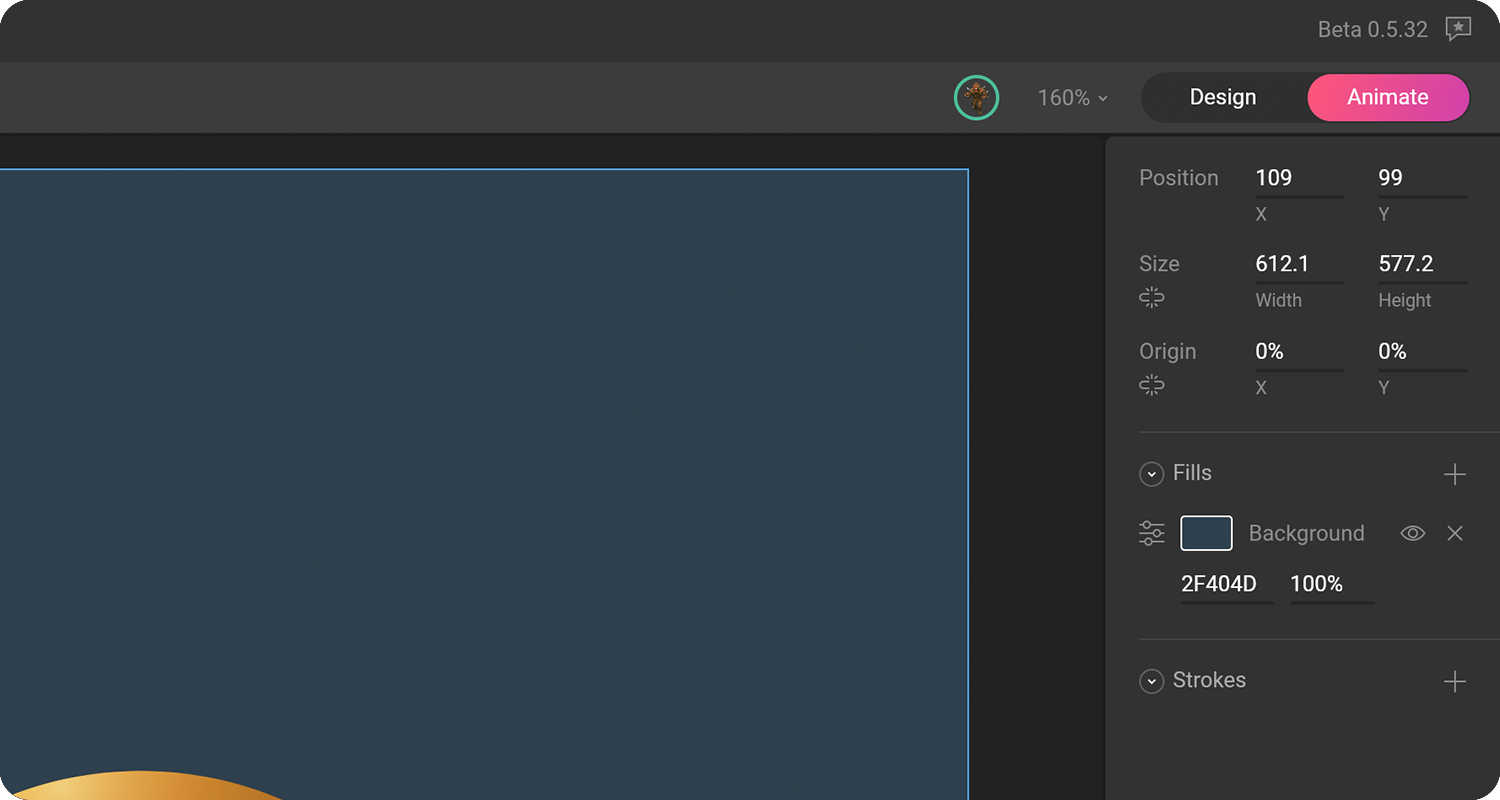 Beta 0.5.32
160% Design Animate
Position 109 99
X Y
Size 612.1 577.2
Width Height
Origin 0% 0%
X Y
Fills
Background
2F404D 100%
Strokes